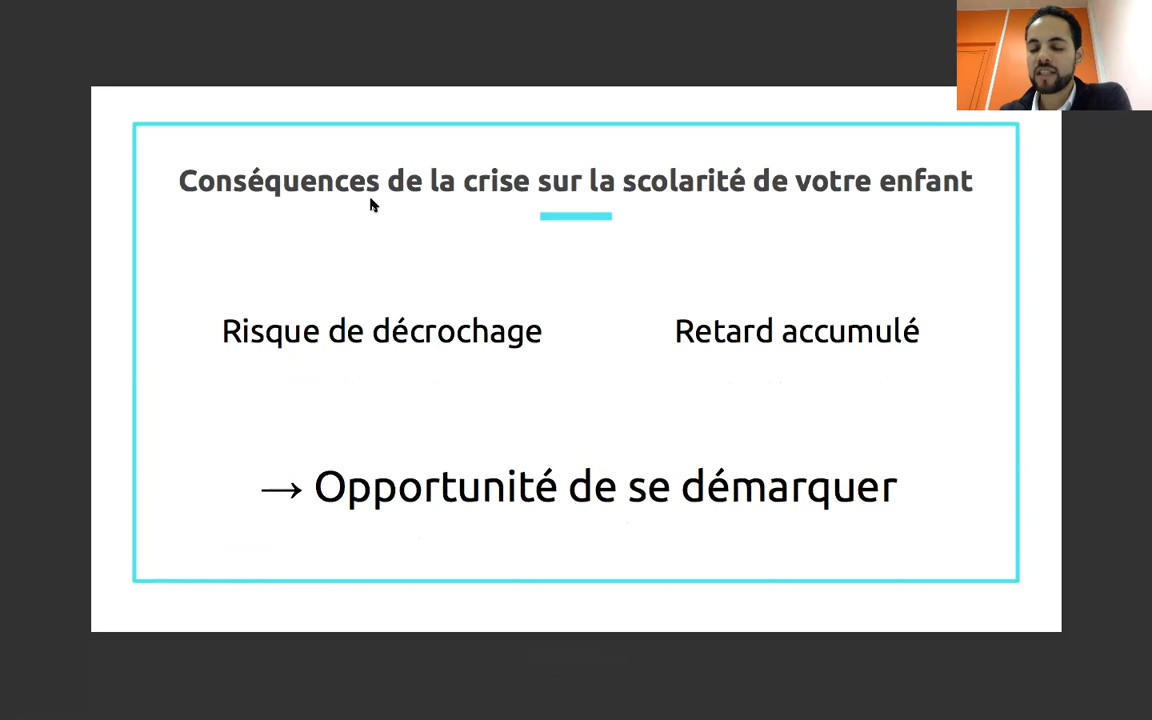 Conséquences de la crise sur la scolarité de votre enfant
Risque de décrochage
Retard accumulé
→ Opportunité de se démarquer